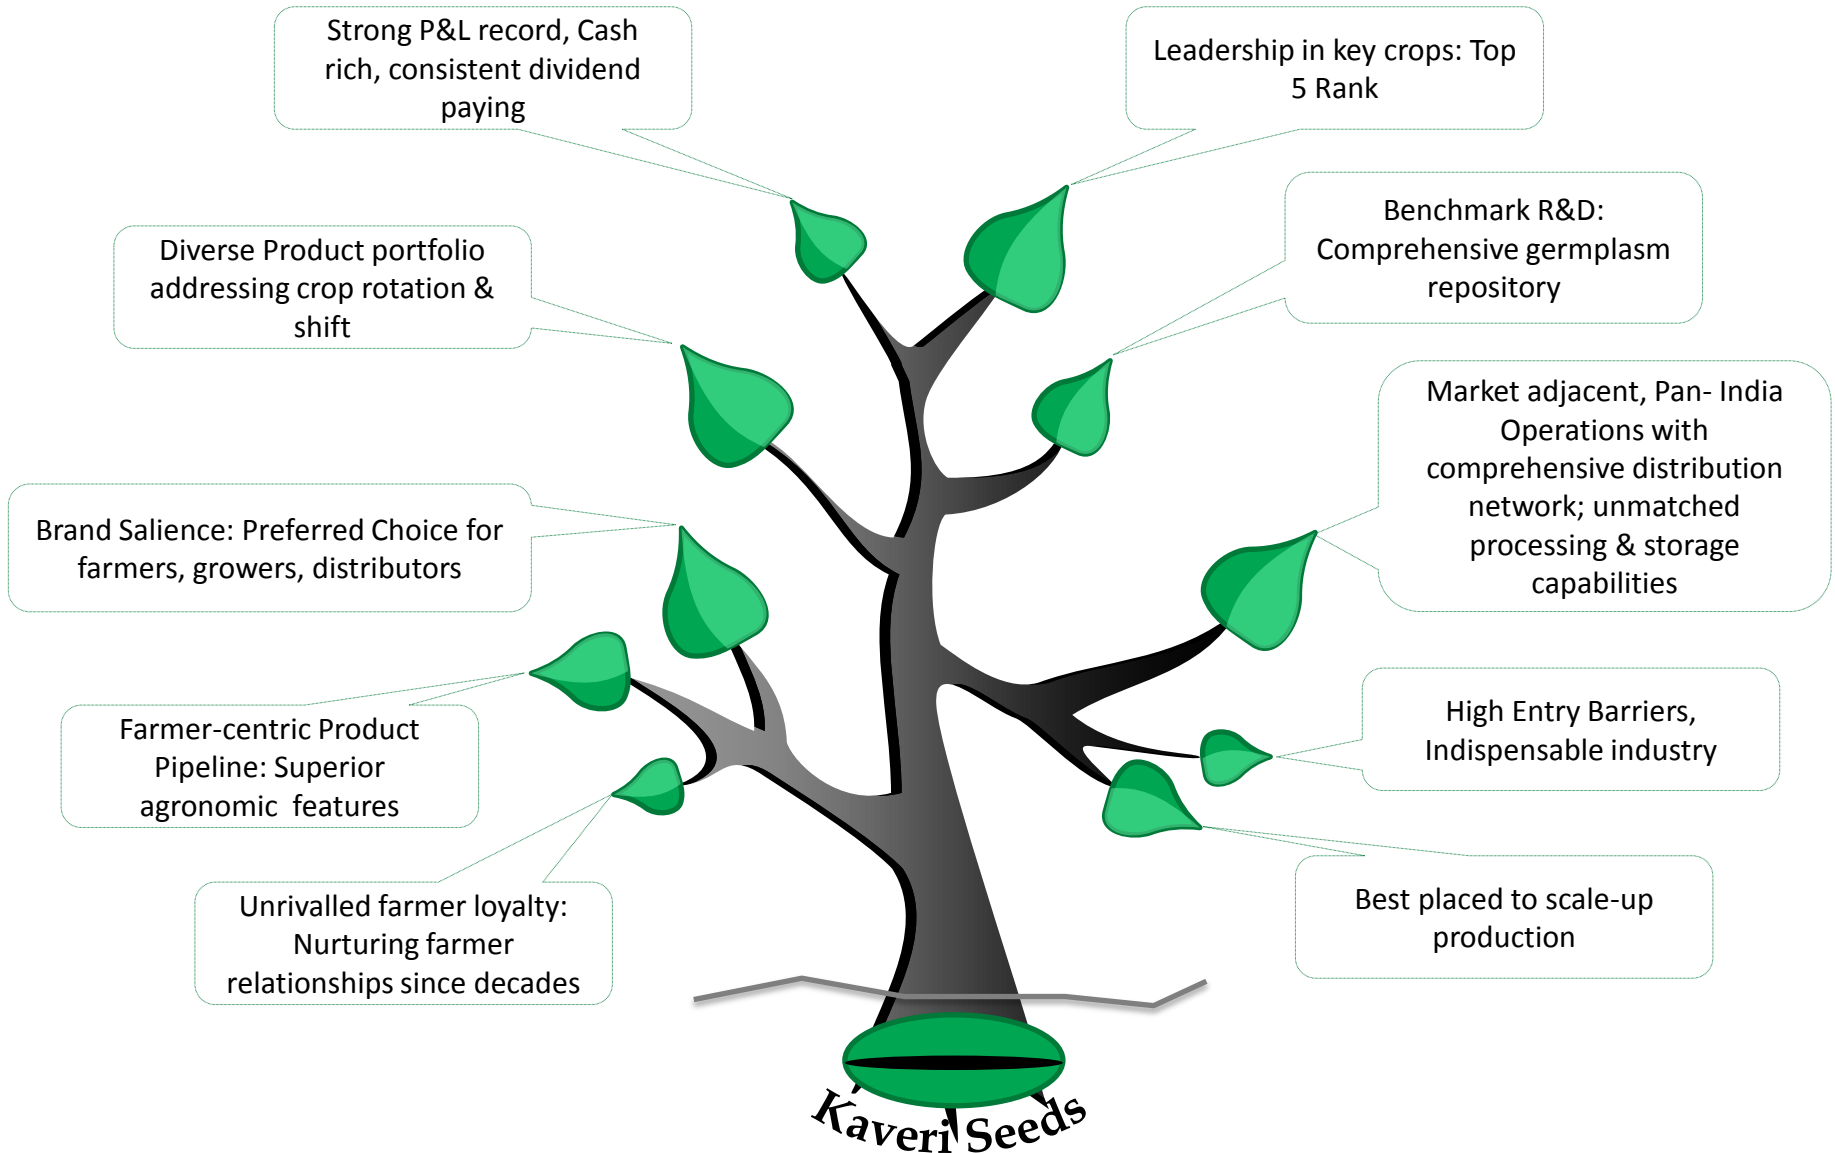 Strong P&L record, Cash
rich, consistent dividend
paying
Leadership in key crops: Top
5 Rank
Diverse Product portfolio
addressing crop rotation &
shift
Benchmark R&D:
Comprehensive germplasm
repository
Brand Salience: Preferred Choice for
farmers, growers, distributors
Market adjacent, Pan- India
Operations with
comprehensive distribution
network; unmatched
processing & storage
capabilities
Farmer-centric Product
Pipeline: Superior
agronomic  features
High Entry Barriers,
Indispensable industry
Unrivalled farmer loyalty:
Nurturing farmer
relationships since decades
Best placed to scale-up
production
Kaveri Seeds